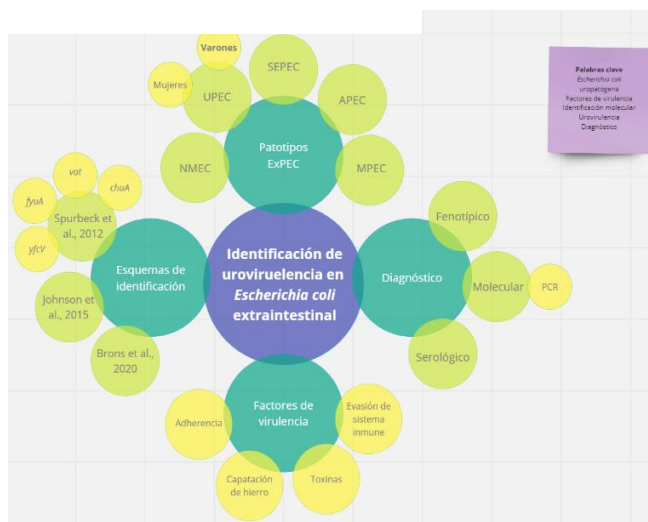 Varones
Mujeres
SEPEC
UPEC
APEC
NMEC
MPEC
Patotipos
ExPEC
Palabras clave
Escherichia coli
uropatógena
Factores de virulencia
Identificación molecular
Urovirulencia
Diagnóstico
vat
chuA
fyuA
yfcV
Spurbeck et
al., 2012
Johnson et
al., 2015
Brons et al.,
2020
Esquemas de
identificación
Identificación de
uroviruelencia en
Escherichia coli
extraintestinal
Diagnóstico
Fenotípico
Molecular
PCR
Serológico
Factores de
virulencia
Adherencia
Capatación
de hierro
Toxinas
Evasión de
sistema
inmune